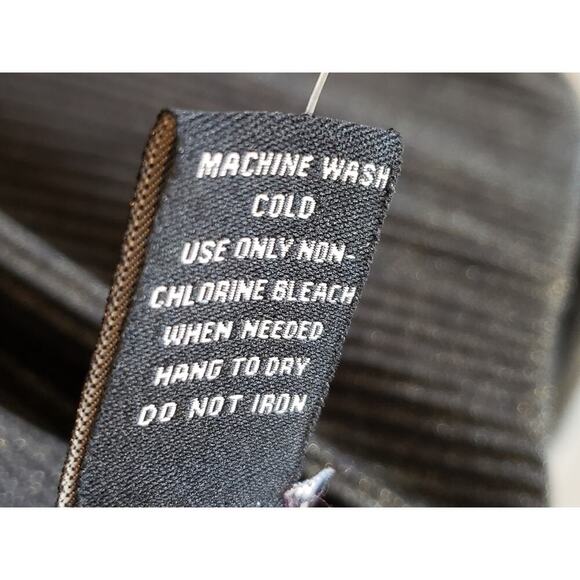 MACHINE WASH
COLD
USE ONLY NON-
CHLORINE BLEACH
WHEN NEEDED
HANG TO DRY
DO NOT IRON